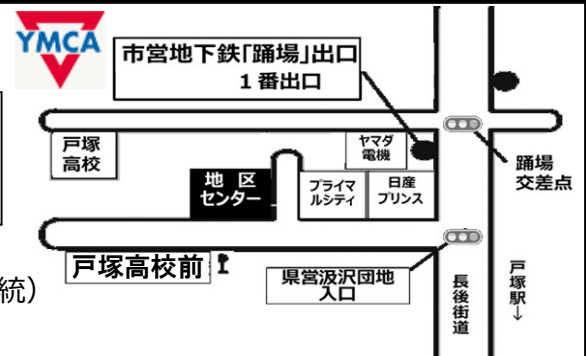 YMCA
市営地下鉄「踊場」出口
1番出口
戸塚
高校
ヤマダ
電機
踊場
交差点
地 区
センター
プライマ
ルシティ
日産
プリンス
戸塚高校前
県営汲沢団地
入口
長後街道
戸塚駅→
統）